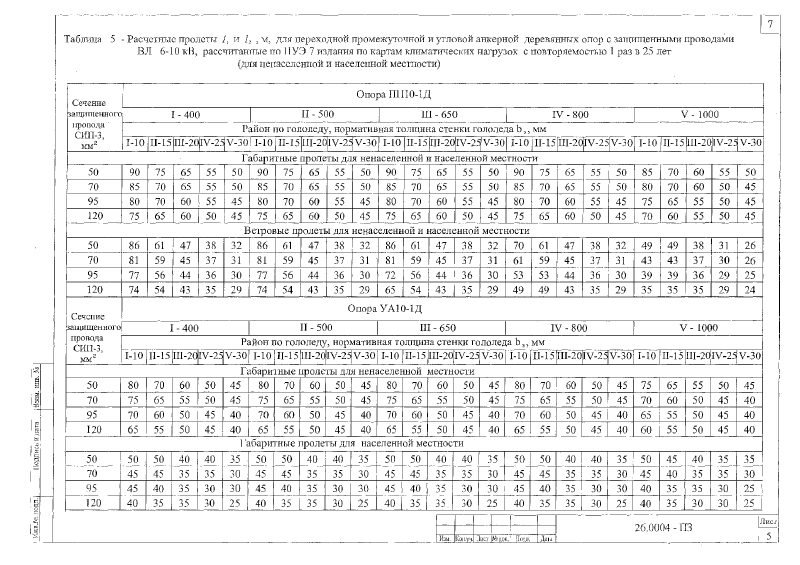 7
Таблица 5 - Расчетные пролеты l, и l, , м, для переходной промежуточной и угловой анкерной деревянных опор с защищенными проводами
ВЛ 6-10 кВ, рассчитанные по ПУЭ 7 издания по картам климатических нагрузок с повторяемостью 1 раз в 25 лет
(для ненаселенной и населенной местности)
Сечение защищенного провода СИП-3, мм²
Опора ПП10-1Д
I - 400 II - 500 III - 650 IV - 800 V - 1000
Район по гололеду, нормативная толщина стенки гололеда bэ, мм
I-10 II-15 III-20 IV-25 V-30 I-10 II-15 III-20 IV-25 V-30 I-10 II-15 III-20 IV-25 V-30 I-10 II-15 III-20 IV-25 V-30 I-10 II-15 III-20 IV-25 V-30
Габаритные пролеты для ненаселенной и населенной местности
50 90 75 65 55 50 90 75 65 55 50 90 75 65 55 50 90 75 65 55 50 85 70 60 55 50
70 85 70 65 55 50 85 70 65 55 50 85 70 65 55 50 85 70 65 55 50 80 70 60 50 45
95 80 70 60 55 45 80 70 60 55 45 80 70 60 55 45 80 70 60 55 45 75 65 55 50 45
120 75 65 60 50 45 75 65 60 50 45 75 65 60 50 45 75 65 60 50 45 70 60 55 50 45
Ветровые пролеты для ненаселенной и населенной местности
50 86 61 47 38 32 86 61 47 38 32 86 61 47 38 32 70 61 47 38 32 49 49 38 31 26
70 81 59 45 37 31 81 59 45 37 31 81 59 45 37 31 61 59 45 37 31 43 43 37 30 26
95 77 56 44 36 30 77 56 44 36 30 72 56 44 36 30 53 53 44 36 30 39 39 36 29 25
120 74 54 43 35 29 74 54 43 35 29 65 54 43 35 29 49 49 43 35 29 35 35 35 29 24
Сечение защищенного провода СИП-3, мм²
Опора УА10-1Д
I - 400 II - 500 III - 650 IV - 800 V - 1000
Район по гололеду, нормативная толщина стенки гололеда bэ, мм
I-10 II-15 III-20 IV-25 V-30 I-10 II-15 III-20 IV-25 V-30 I-10 II-15 III-20 IV-25 V-30 I-10 II-15 III-20 IV-25 V-30 I-10 II-15 III-20 IV-25 V-30
Габаритные пролеты для ненаселенной местности
50 80 70 60 50 45 80 70 60 50 45 80 70 60 50 45 80 70 60 50 45 75 65 55 50 45
70 75 65 55 50 45 75 65 55 50 45 75 65 55 50 45 75 65 55 50 45 70 60 50 45 40
95 70 60 50 45 40 70 60 50 45 40 70 60 50 45 40 70 60 50 45 40 65 55 50 45 40
120 65 55 50 45 40 65 55 50 45 40 65 55 50 45 40 65 55 50 45 40 60 55 50 45 40
Габаритные пролеты для населенной местности
50 50 50 40 40 35 50 50 40 40 35 50 50 40 40 35 50 50 40 40 35 50 45 40 35 35
70 45 45 35 35 30 45 45 35 35 30 45 45 35 35 30 45 45 35 35 30 45 40 35 35 30
95 45 40 35 30 30 45 40 35 30 30 45 40 35 30 30 45 40 35 30 30 40 35 35 30 25
120 40 35 35 30 25 40 35 35 30 25 40 35 35 30 25 40 35 35 30 25 40 35 30 30 25
Взам. инв. №
Подпись и дата
Инв.№ подл.
Изм. Кол.уч Лист №док. Подп. Дата
26.0004 - ПЗ
Лист
5